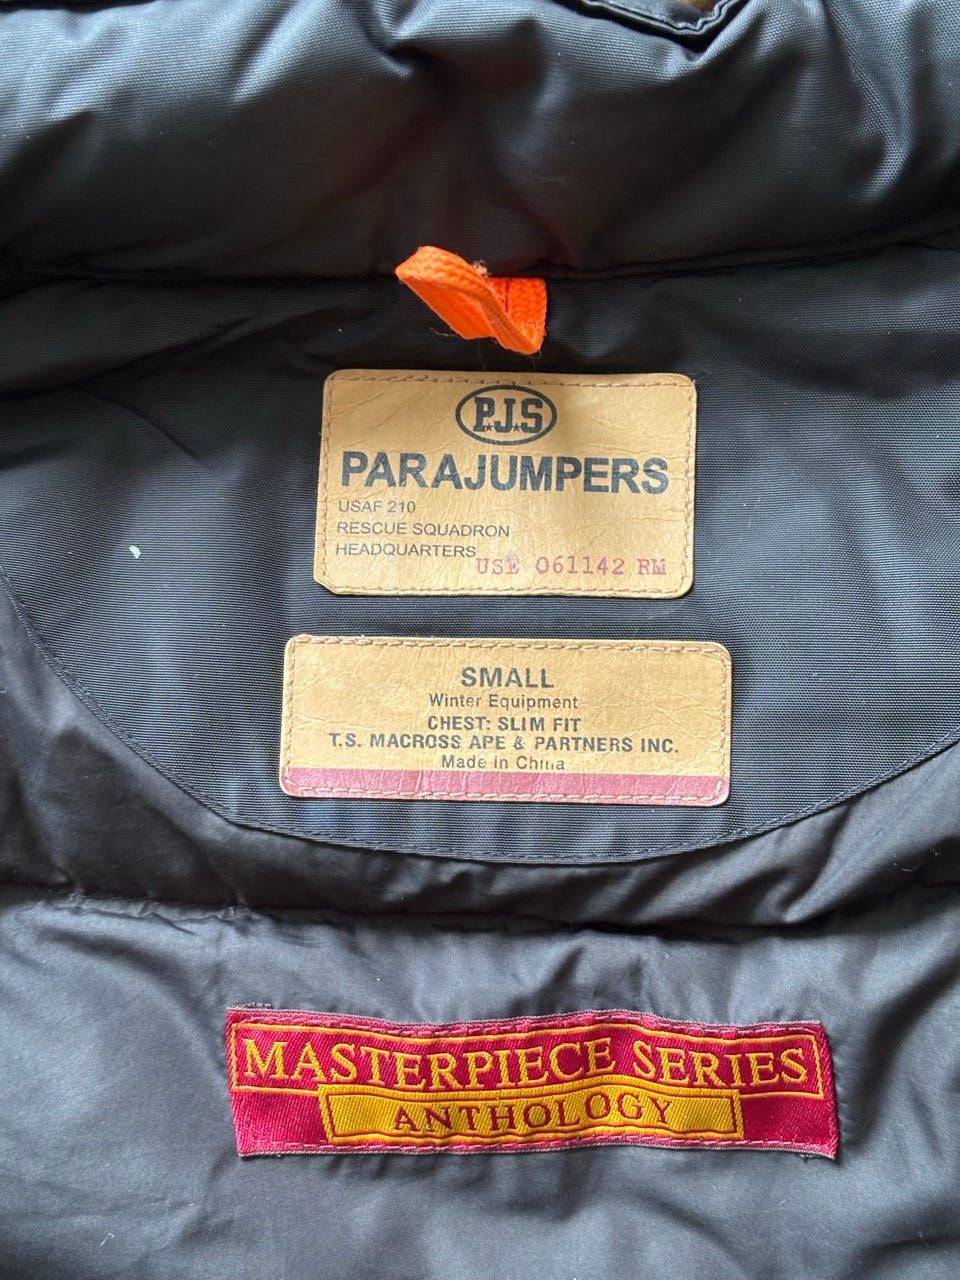 P.J.S
PARAJUMPERS
USAF 210
RESCUE SQUADRON
HEADQUARTERS
USE 061142 RM
SMALL
Winter Equipment
CHEST: SLIM FIT
T.S. MACROSS APE & PARTNERS INC.
Made in China
MASTERPIECE SERIES
ANTHOLOGY